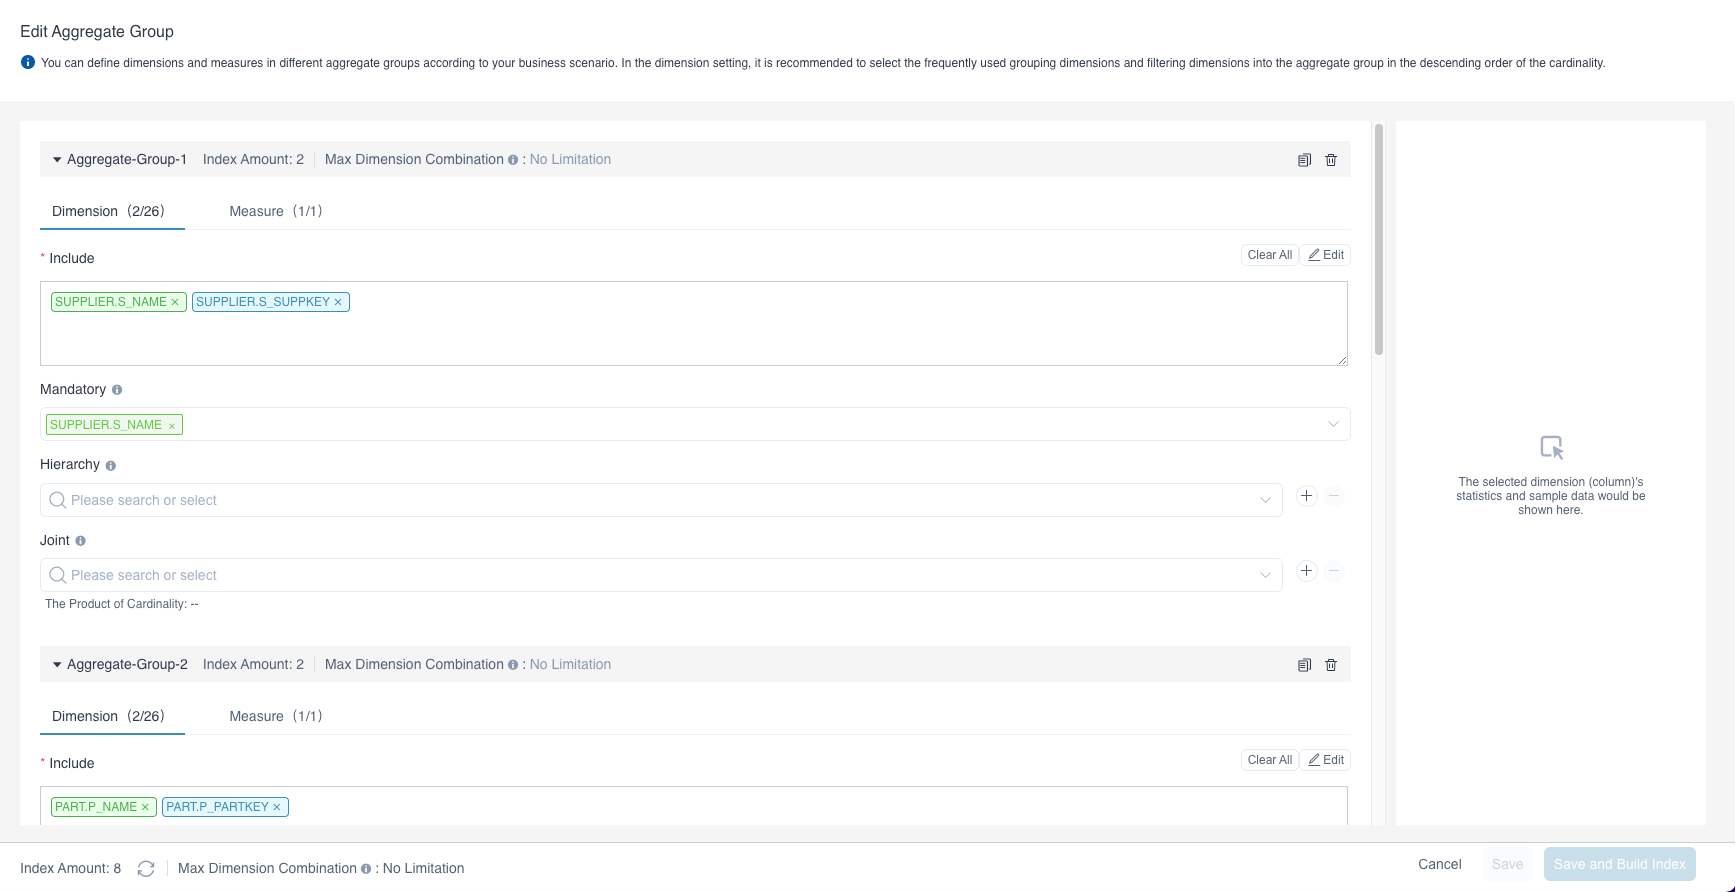 Edit Aggregate Group
You can define dimensions and measures in different aggregate groups according to your business scenario. In the dimension setting, it is recommended to select the frequently used grouping dimensions and filtering dimensions into the aggregate group in the descending order of the cardinality.
Aggregate-Group-1 Index Amount: 2 Max Dimension Combination : No Limitation
Dimension (2/26) Measure (1/1)
* Include Clear All Edit
SUPPLIER.S_NAME × SUPPLIER.S_SUPPKEY ×
Mandatory
SUPPLIER.S_NAME ×
Hierarchy
Please search or select
Joint
Please search or select
The Product of Cardinality: --
Aggregate-Group-2 Index Amount: 2 Max Dimension Combination : No Limitation
Dimension (2/26) Measure (1/1)
* Include Clear All Edit
PART.P_NAME × PART.P_PARTKEY ×
The selected dimension (column)'s
statistics and sample data would be
shown here.
Index Amount: 8 Max Dimension Combination : No Limitation Cancel Save Save and Build Index